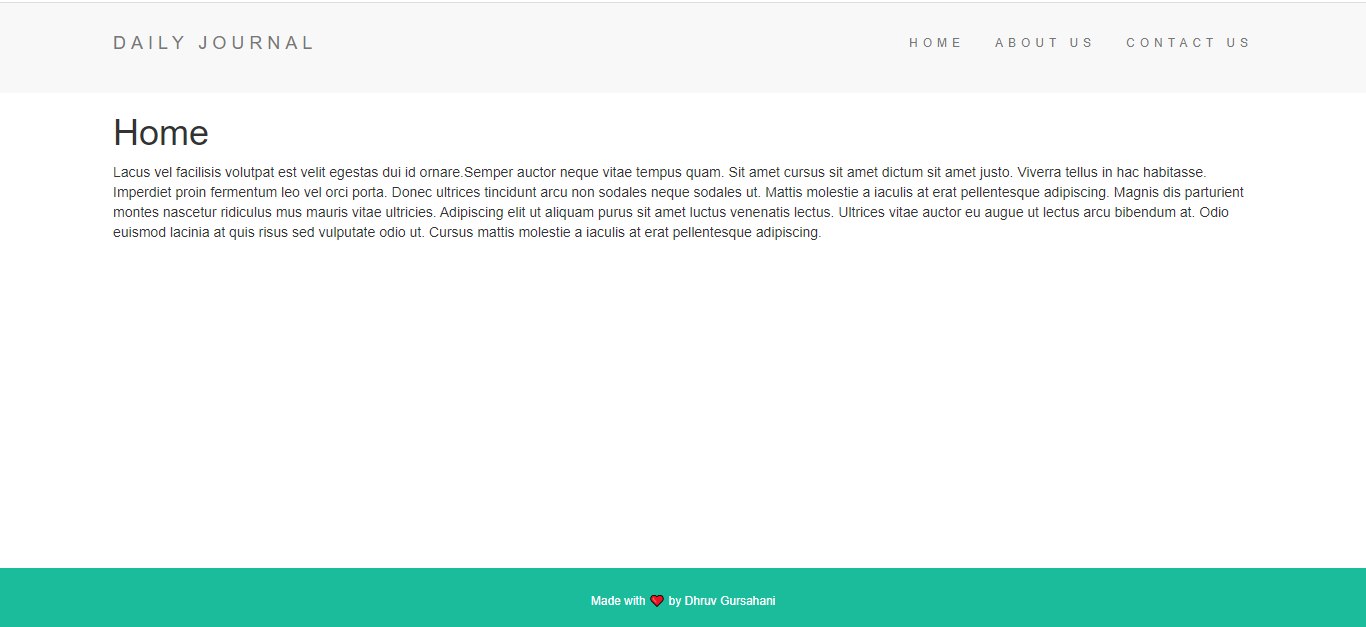 DAILY JOURNAL
HOME ABOUT US CONTACT US
Home
Lacus vel facilisis volutpat est velit egestas dui id ornare.Semper auctor neque vitae tempus quam. Sit amet cursus sit amet dictum sit amet justo. Viverra tellus in hac habitasse.
Imperdiet proin fermentum leo vel orci porta. Donec ultrices tincidunt arcu non sodales neque sodales ut. Mattis molestie a iaculis at erat pellentesque adipiscing. Magnis dis parturient
montes nascetur ridiculus mus mauris vitae ultricies. Adipiscing elit ut aliquam purus sit amet luctus venenatis lectus. Ultrices vitae auctor eu augue ut lectus arcu bibendum at. Odio
euismod lacinia at quis risus sed vulputate odio ut. Cursus mattis molestie a iaculis at erat pellentesque adipiscing.
Made with ❤ by Dhruv Gursahani